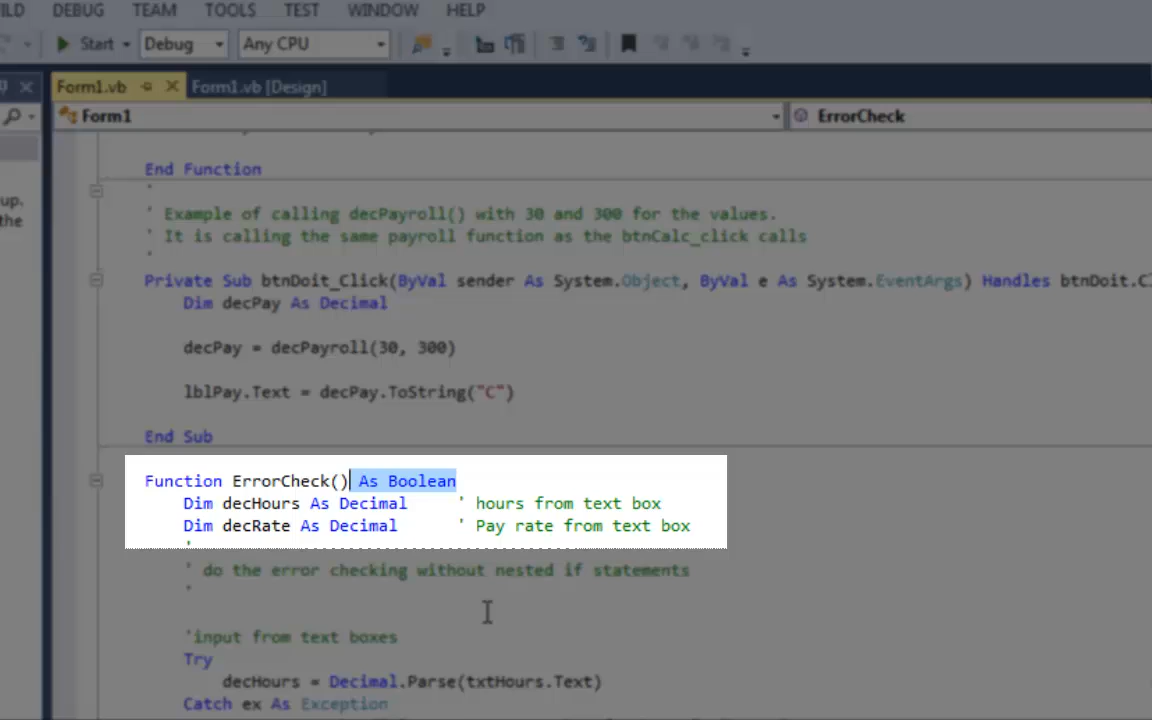 ILD DEBUG TEAM TOOLS TEST WINDOW HELP
Start Debug Any CPU
Form1.vb Form1.vb [Design]
Form1 ErrorCheck
End Function
'
' Example of calling decPayroll() with 30 and 300 for the values.
' It is calling the same payroll function as the btnCalc_click calls
'
Private Sub btnDoit_Click(ByVal sender As System.Object, ByVal e As System.EventArgs) Handles btnDoit.Cl
Dim decPay As Decimal
decPay = decPayroll(30, 300)
lblPay.Text = decPay.ToString("C")
End Sub
Function ErrorCheck() As Boolean
Dim decHours As Decimal ' hours from text box
Dim decRate As Decimal ' Pay rate from text box
'
' do the error checking without nested if statements
'
'input from text boxes
Try
decHours = Decimal.Parse(txtHours.Text)
Catch ex As Exception
up.
the